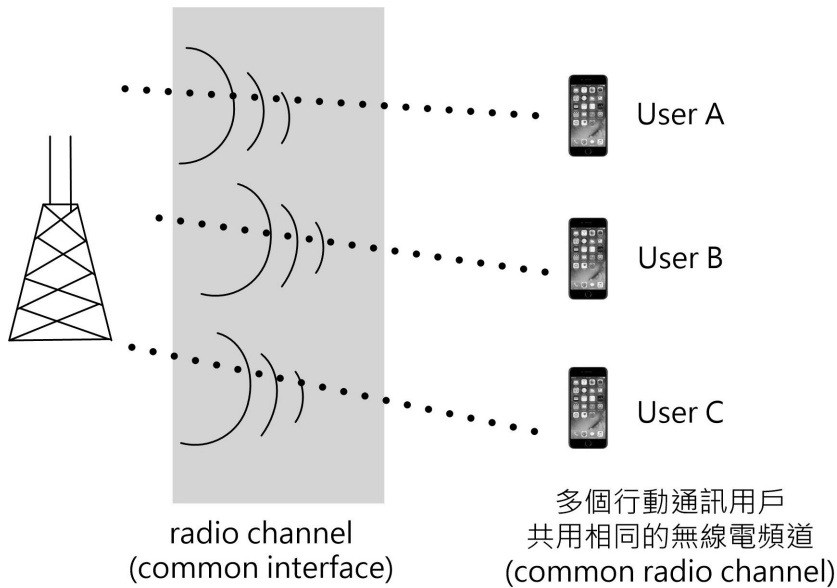 User A
User B
User C
radio channel
(common interface)
多個行動通訊用戶
共用相同的無線電頻道
(common radio channel)